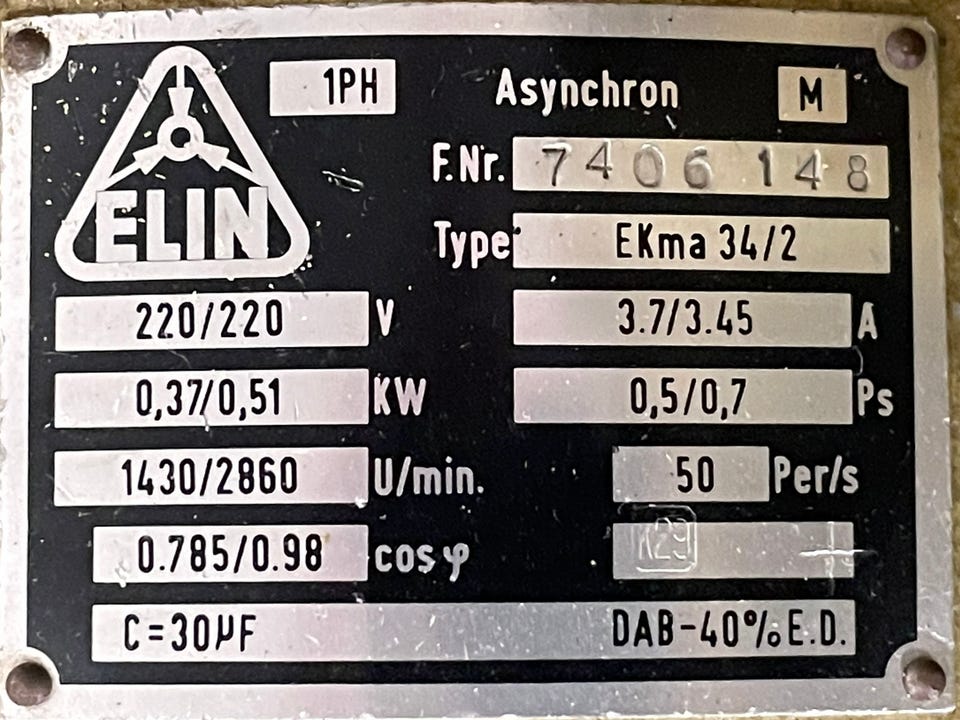 1PH Asynchron M
ELIN
F.Nr. 7406 148
Type EKma 34/2
220/220 V 3.7/3.45 A
0,37/0,51 KW 0,5/0,7 Ps
1430/2860 U/min. 50 Per/s
0.785/0.98 cos φ K29
C=30µF DAB-40% E.D.